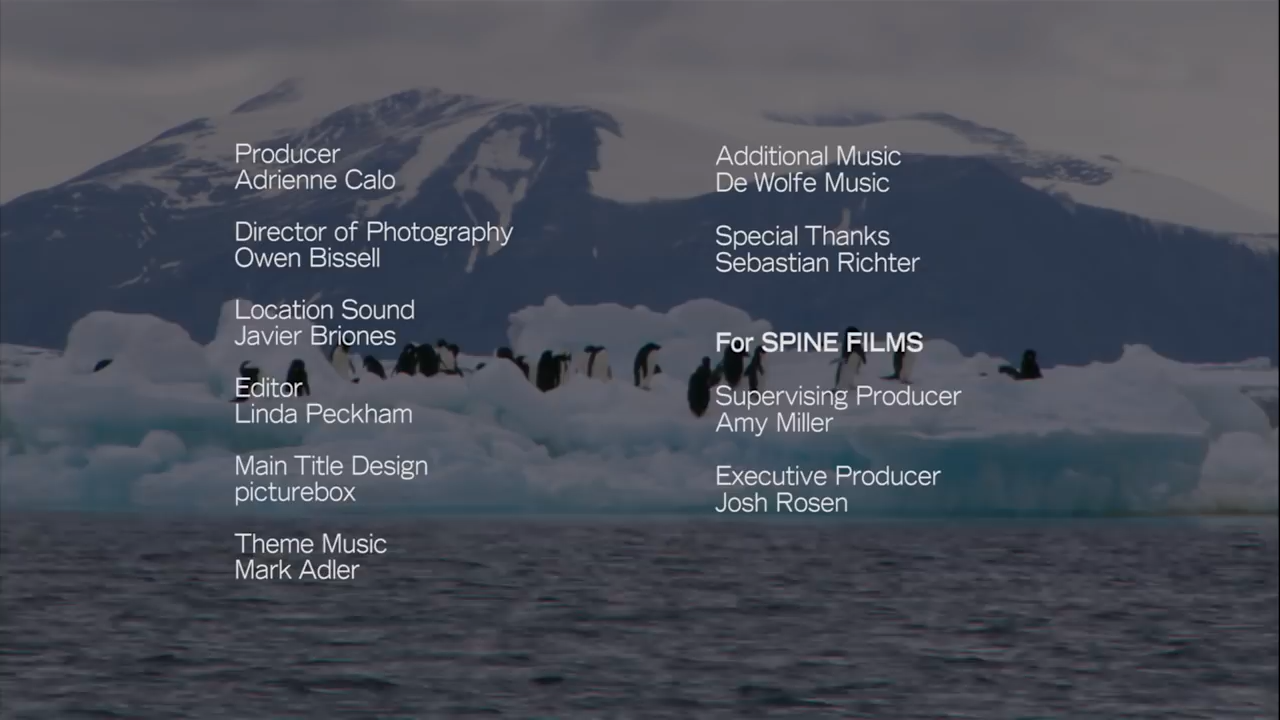 Producer
Adrienne Calo
Director of Photography
Owen Bissell
Location Sound
Javier Briones
Editor
Linda Peckham
Main Title Design
picturebox
Theme Music
Mark Adler
Additional Music
De Wolfe Music
Special Thanks
Sebastian Richter
For SPINE FILMS
Supervising Producer
Amy Miller
Executive Producer
Josh Rosen